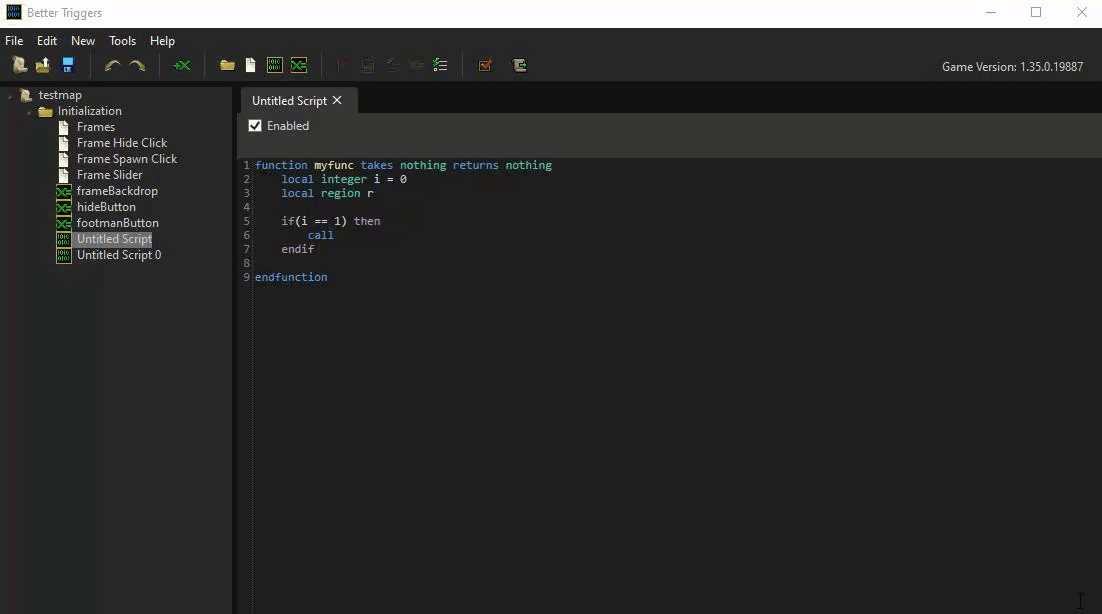 Better Triggers
File Edit New Tools Help
Game Version: 1.35.0.19887
testmap
Initialization
Frames
Frame Hide Click
Frame Spawn Click
Frame Slider
frameBackdrop
hideButton
footmanButton
Untitled Script
Untitled Script 0
Untitled Script
Enabled
1 function myfunc takes nothing returns nothing
2     local integer i = 0
3     local region r
4
5     if(i == 1) then
6         call
7     endif
8
9 endfunction